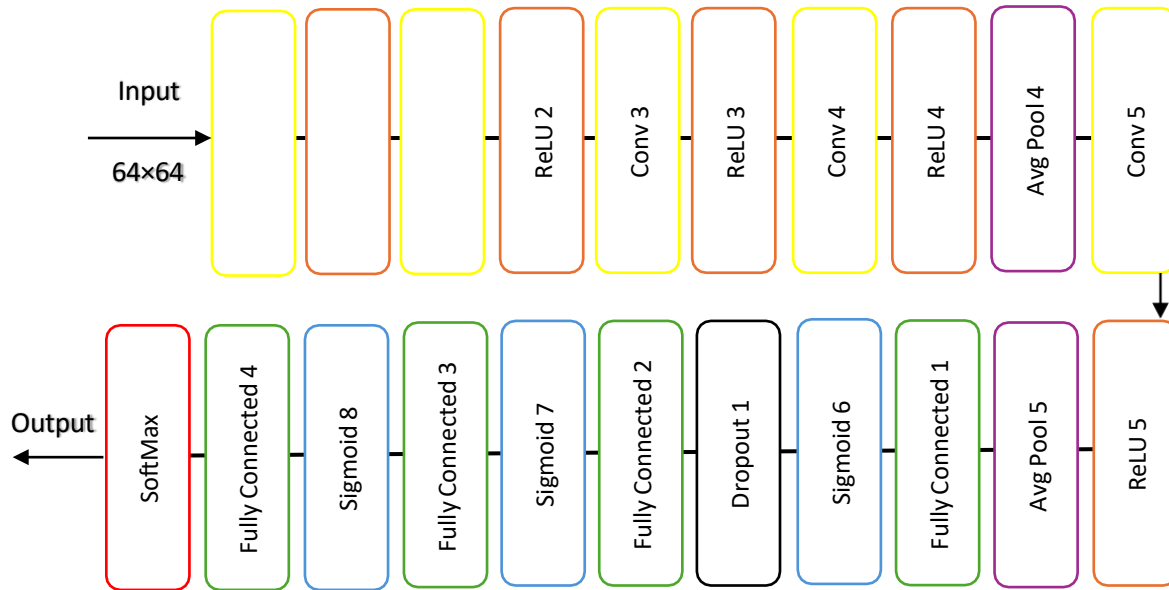 Input
64×64
ReLU 2
Conv 3
ReLU 3
Conv 4
ReLU 4
Avg Pool 4
Conv 5
ReLU 5
Avg Pool 5
Fully Connected 1
Sigmoid 6
Dropout 1
Fully Connected 2
Sigmoid 7
Fully Connected 3
Sigmoid 8
Fully Connected 4
SoftMax
Output